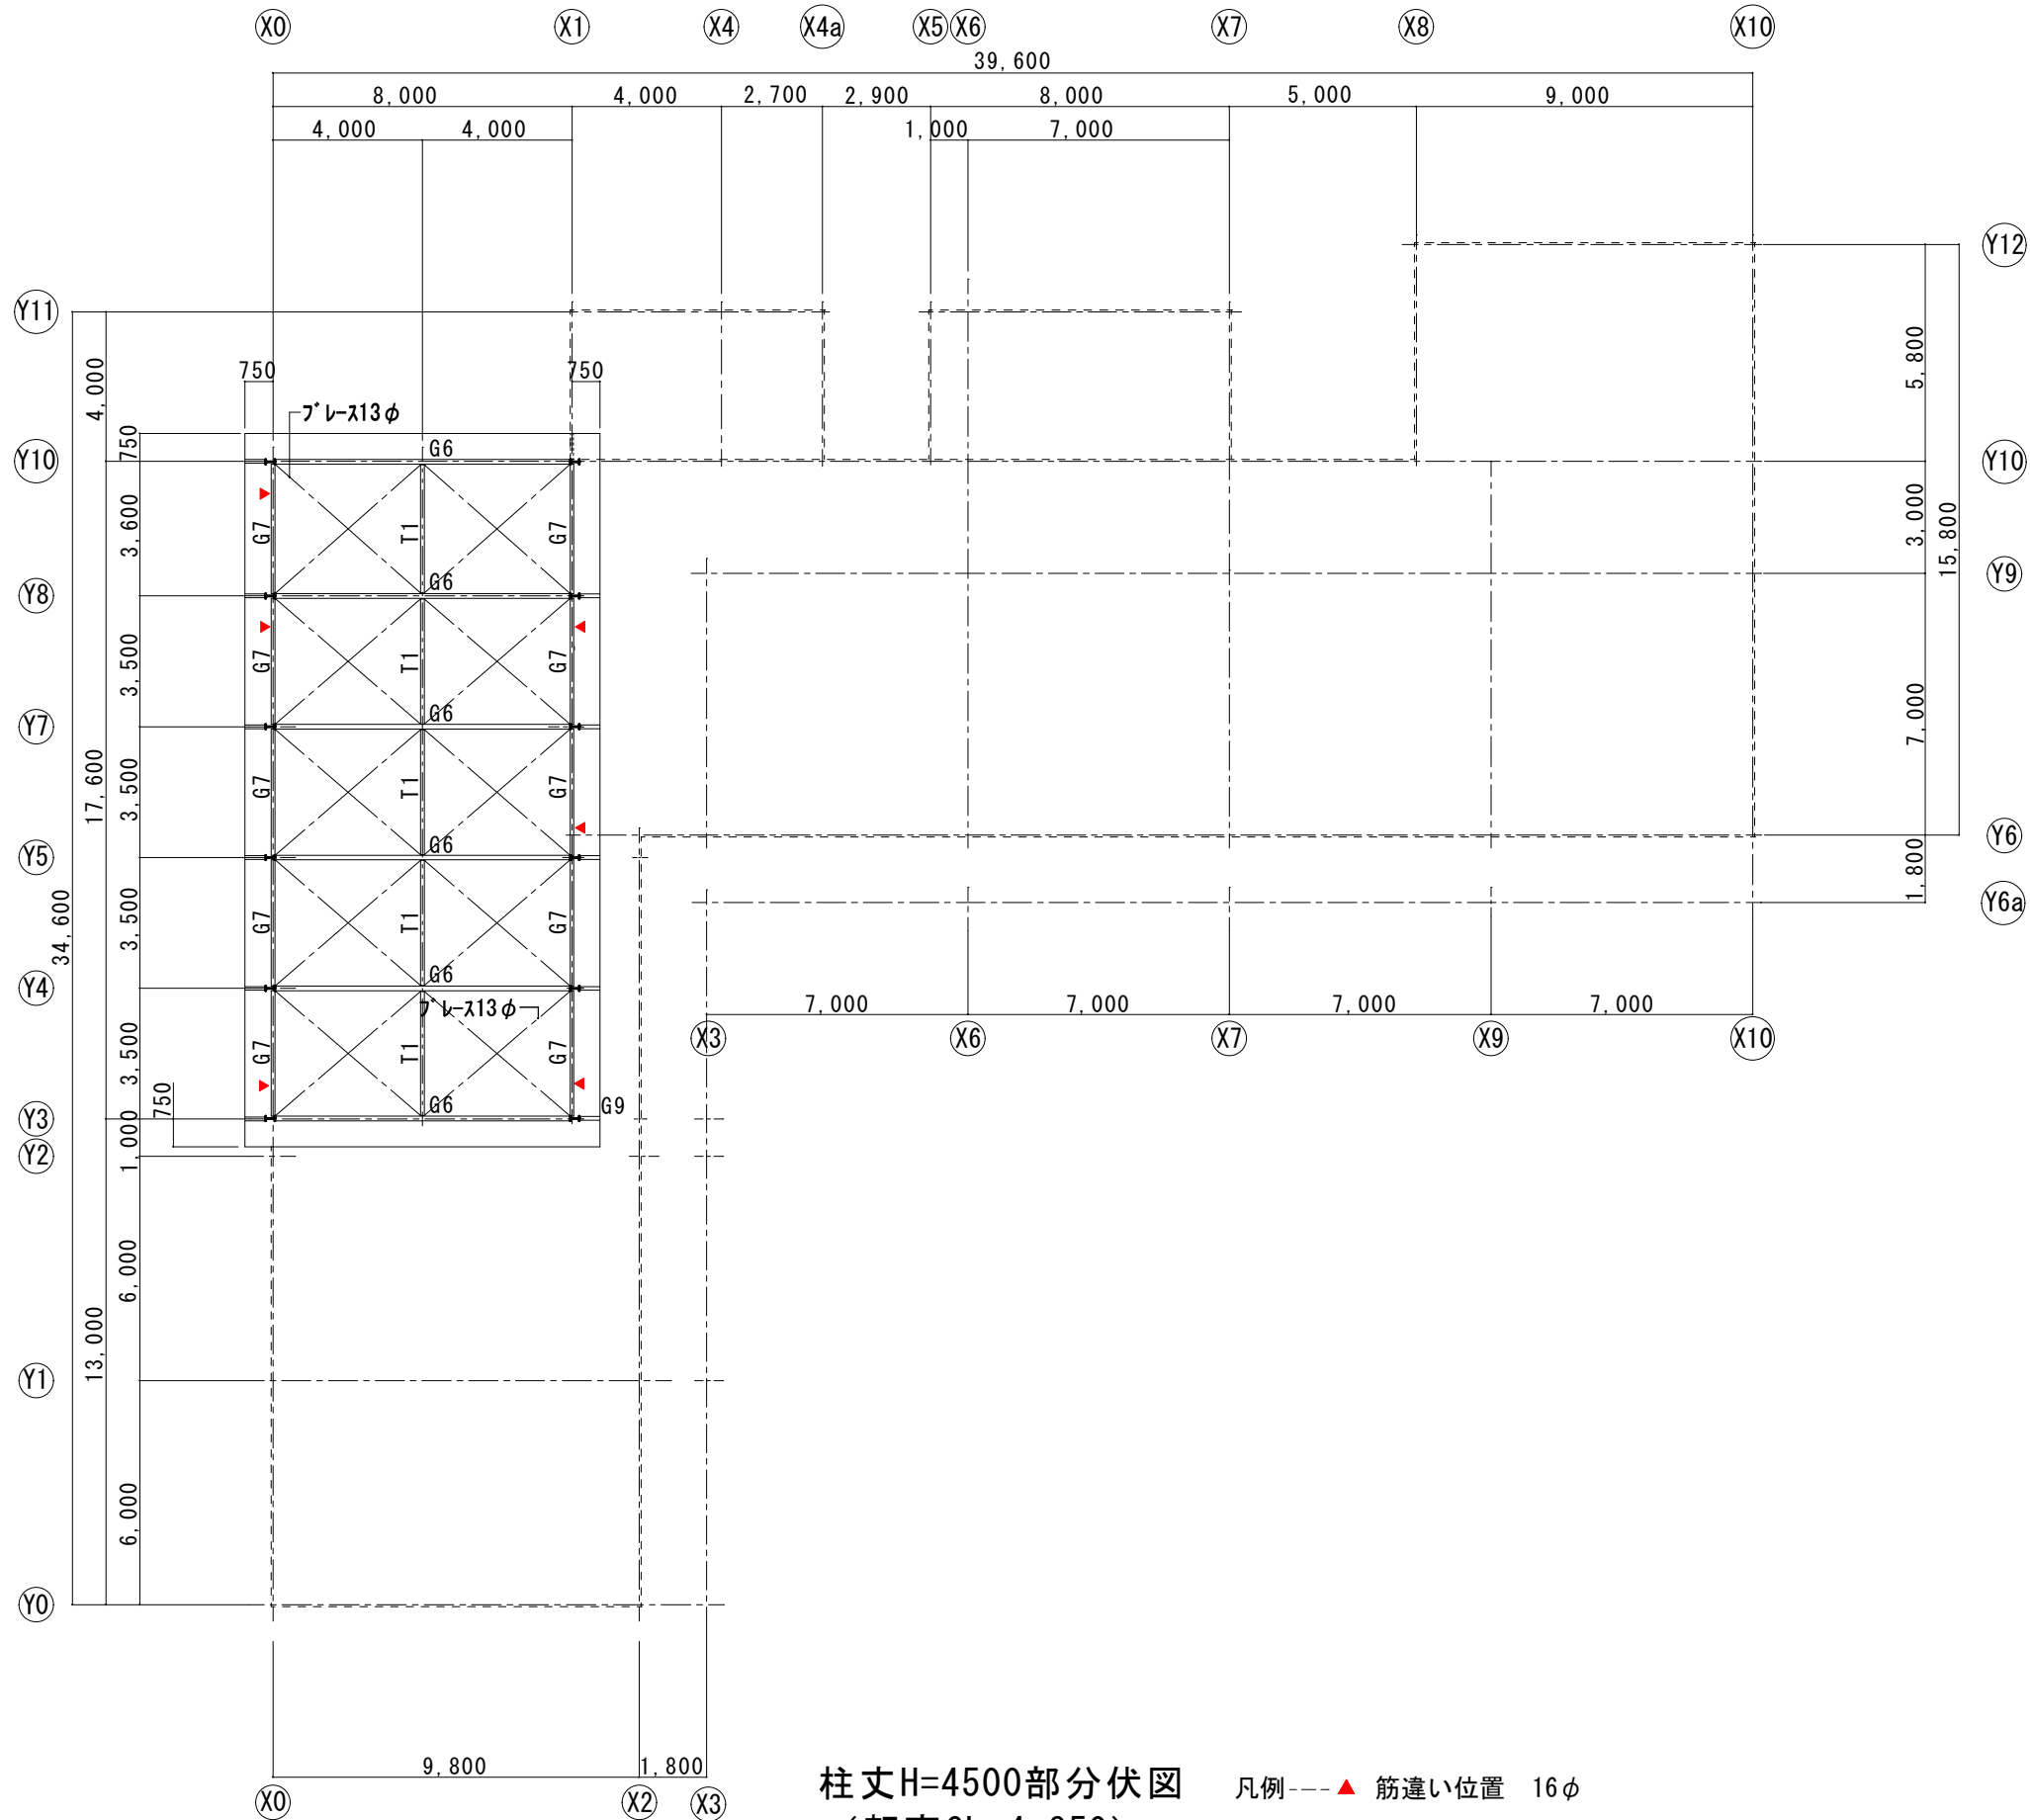 X0 X1 X4 X4a X5 X6 X7 X8 X10
39,600
8,000 4,000 2,700 2,900 8,000 5,000 9,000
4,000 4,000 1,000 7,000
Y12
Y11
5,800
4,000
750 750
ブレース13φ
750
G6
Y10 Y10
3,600
G7 T1 G7
3,000
15,800
Y9
G6
Y8
3,500
G7 T1 G7
7,000
G6
Y7
17,600
3,500
G7 T1 G7
Y6
G6
Y5
1,800
Y6a
34,600
3,500
G7 T1 G7
G6
Y4
ブレース13φ
7,000 7,000 7,000 7,000
X3 X6 X7 X9 X10
3,500
G7 T1 G7
750
G6 G9
Y3
1,000
Y2
6,000
13,000
Y1
6,000
Y0
9,800 1,800
X0 X2 X3
柱丈H=4500部分伏図
凡例 ▲ 筋違い位置 16φ